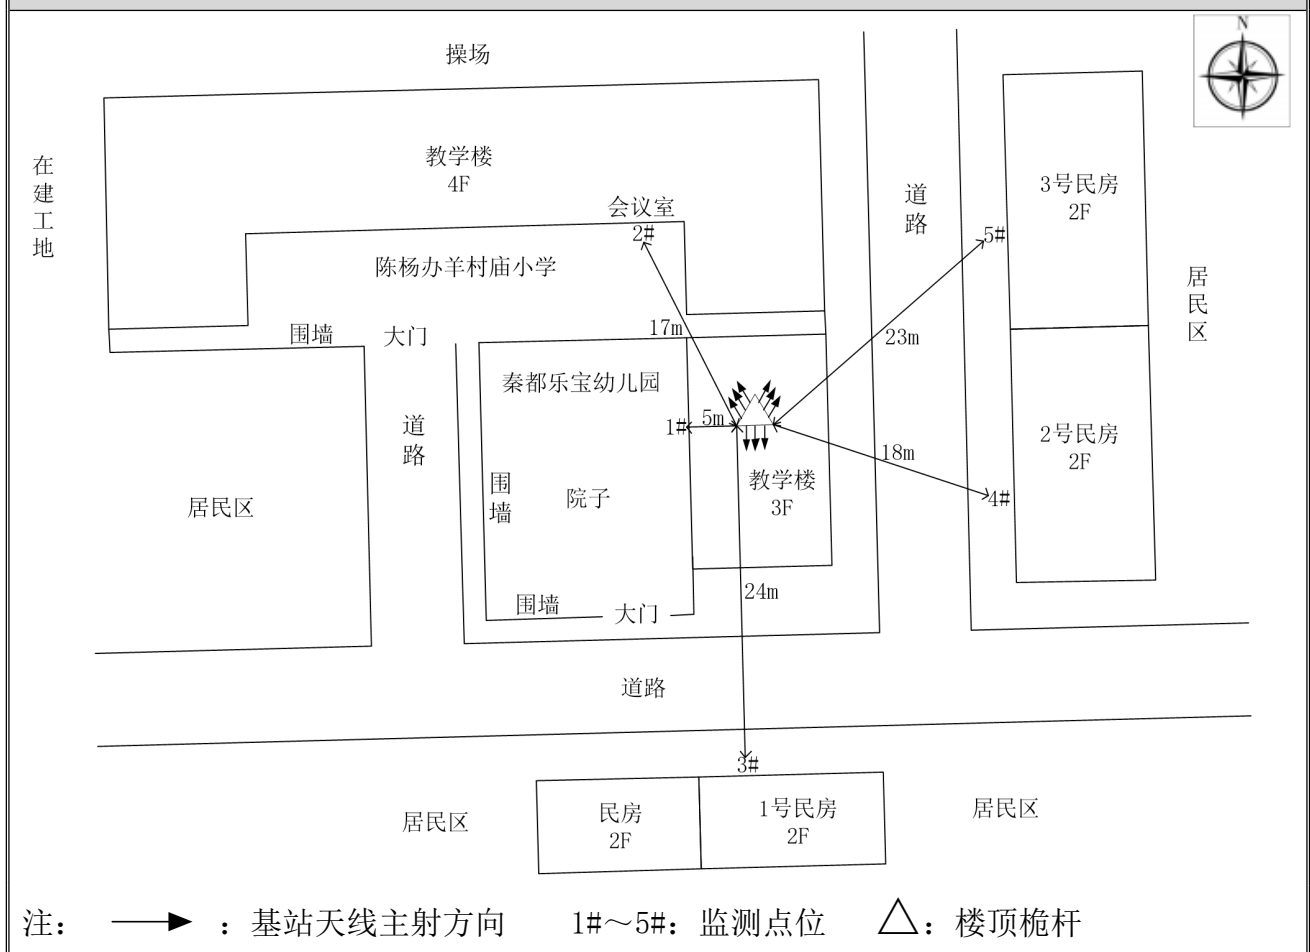 N
操场
在建工地
教学楼
4F
会议室
2#
陈杨办羊村庙小学
道路
3号民房
2F
5#
居民区
围墙
大门
17m
23m
秦都乐宝幼儿园
1#
5m
道路
2号民房
2F
18m
4#
教学楼
3F
围墙
院子
居民区
24m
围墙
大门
道路
3#
居民区
民房
2F
1号民房
2F
居民区
注： ：基站天线主射方向 1#～5#：监测点位 ：楼顶桅杆